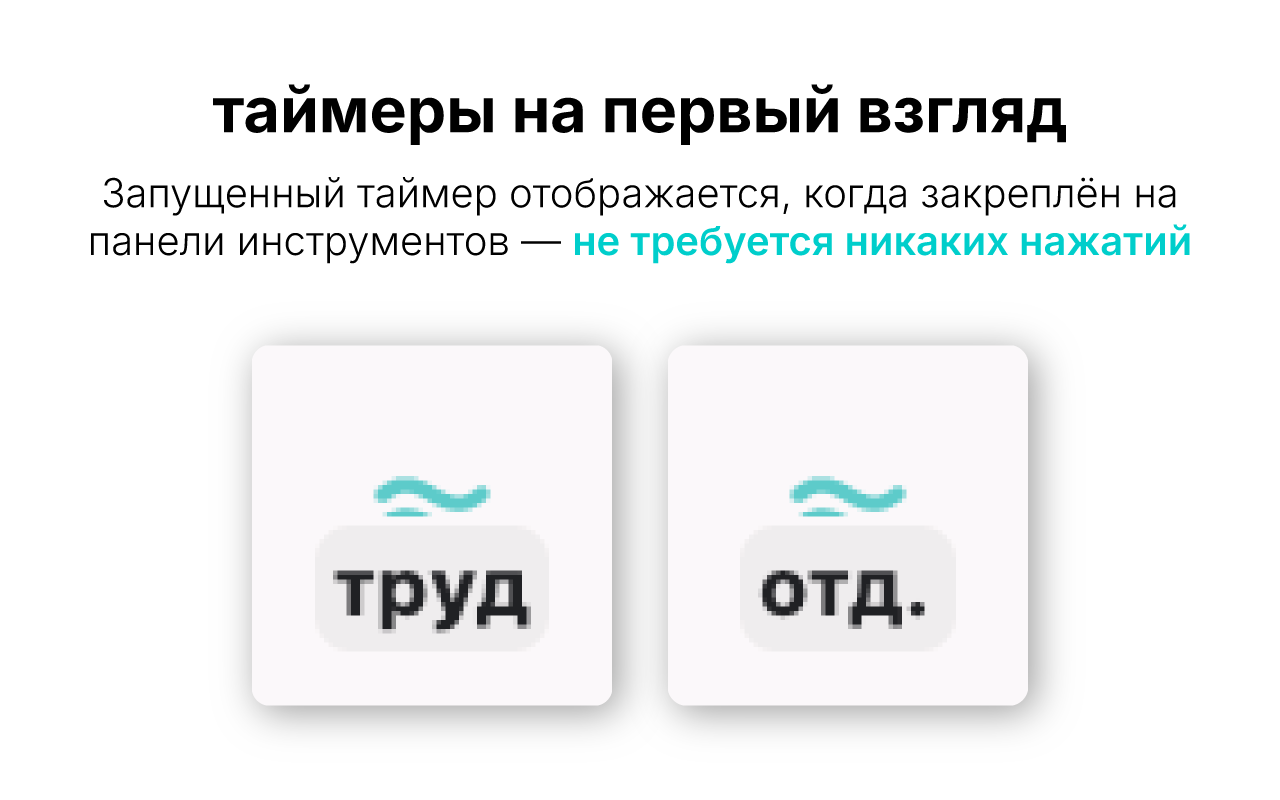 таймеры на первый взгляд
Запущенный таймер отображается, когда закреплён на
панели инструментов — не требуется никаких нажатий
труд
отд.